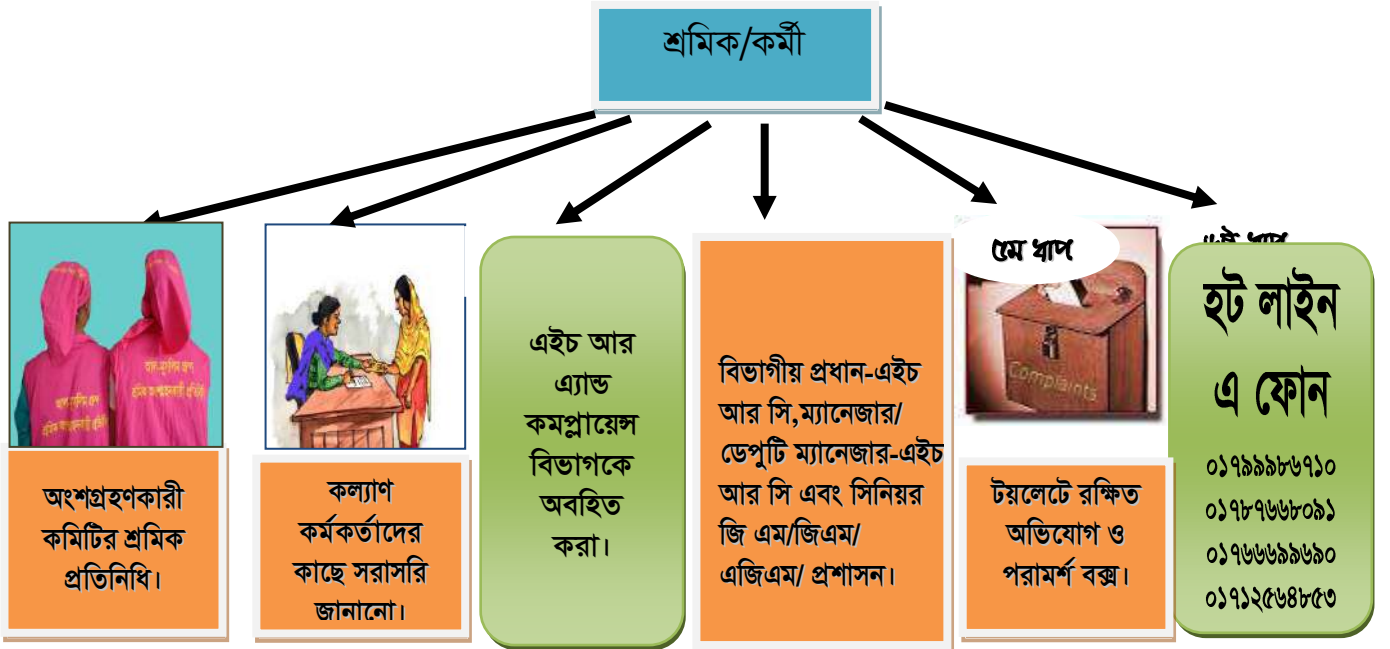 শ্রমিক/কর্মী
অংশগ্রহণকারী
কমিটির শ্রমিক
প্রতিনিধি।
কল্যাণ
কর্মকর্তাদের
কাছে সরাসরি
জানানো।
এইচ আর
এ্যান্ড
কমপ্লায়েন্স
বিভাগকে
অবহিত
করা।
বিভাগীয় প্রধান-এইচ
আর সি,ম্যানেজার/
ডেপুটি ম্যানেজার-এইচ
আর সি এবং সিনিয়র
জি এম/জিএম/
এজিএম/ প্রশাসন।
৫ম ধাপ
Complaints
টয়লেটে রক্ষিত
অভিযোগ ও
পরামর্শ বক্স।
হট লাইন
এ ফোন
০১৭৯৯৯৮৬৭১০
০১৭৮৭৬৬৮০৯১
০১৭৬৬৬৯৯৬৯০
০১৭১২৫৬৪৮৫৩